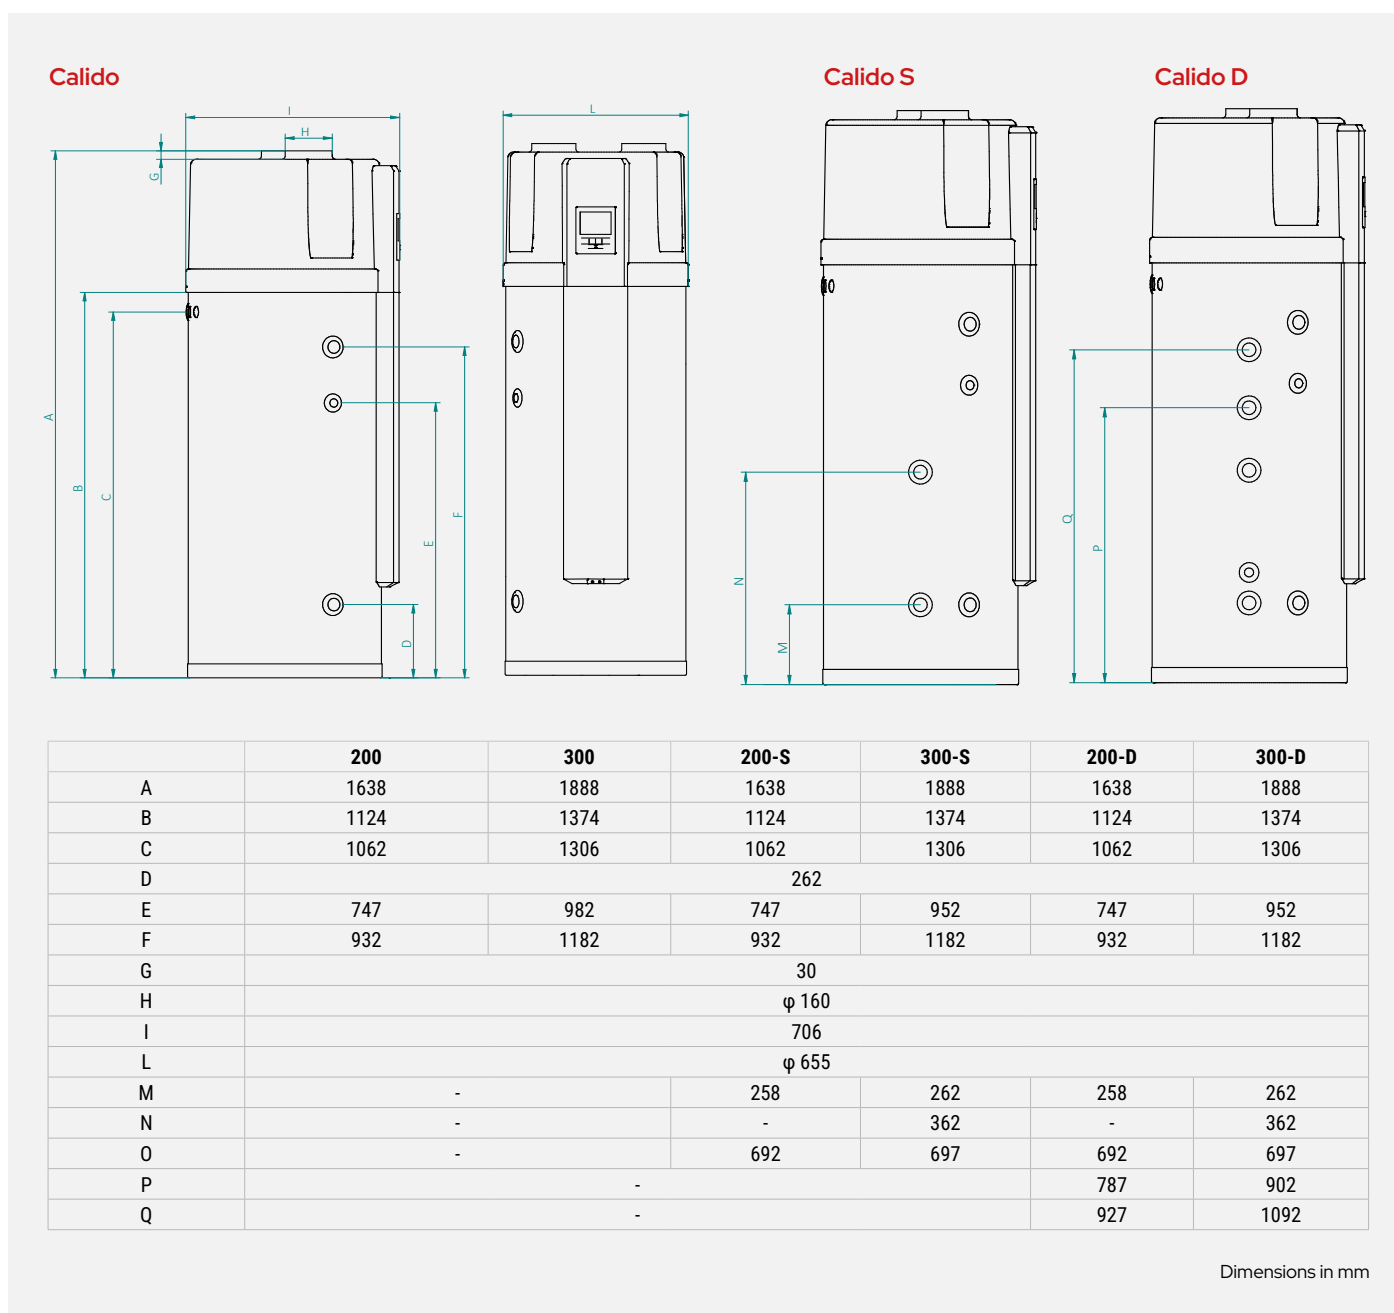 Calido
Calido S
Calido D
I
H
L
G
A
B
C
F
E
D
N
M
Q
P
200 300 200-S 300-S 200-D 300-D
A 1638 1888 1638 1888 1638 1888
B 1124 1374 1124 1374 1124 1374
C 1062 1306 1062 1306 1062 1306
D 262
E 747 982 747 952 747 952
F 932 1182 932 1182 932 1182
G 30
H φ 160
I 706
L φ 655
M - 258 262 258 262
N - - 362 - 362
O - 692 697 692 697
P - 787 902
Q - 927 1092
Dimensions in mm